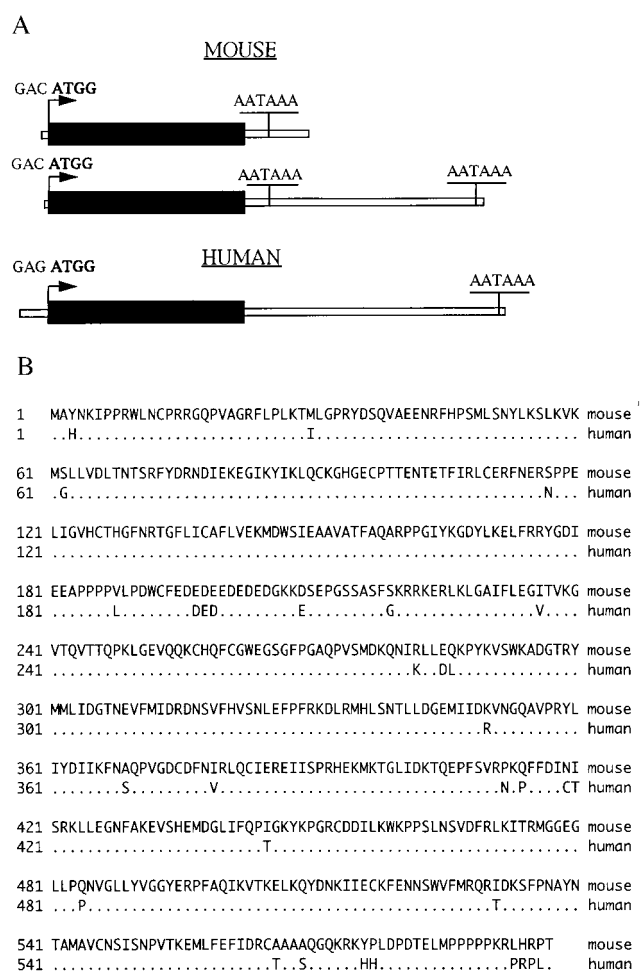 A
MOUSE
GAC ATGG
AATAAA
GAC ATGG
AATAAA
AATAAA
HUMAN
GAG ATGG
AATAAA
B
1 MAYNKIPPRWLNCPRRGQPVAGRFLPLKTMLGPRYDSQVAEENRFHPSMLSNYLKSLKVK mouse
1 ..H..........................I.............................. human
61 MSLLVDLTNTSRFYDRNDIEKEGIKYIKLQCKGHGECPTTENTETFIRLCERFNERSPPE mouse
61 .G......................................................N... human
121 LIGVHCTHGFNRTGFLICAFLVEKMDWSIEAAVATFAQARPPGIYKGDYLKELFRRYGDI mouse
121 ............................................................ human
181 EEAPPPPVLPDWCFEDEDEEDEDEDGKKDSEPGSSASFSKRRKERLKLGAIFLEGITVKG mouse
181 .......L........DED.........E.........G................V.... human
241 VTQVTTQPKLGEVQQKCHQFCGWEGSGFPGAQPVSMDKQNIRLLEQKPYKVSWKADGTRY mouse
241 .........................................K..DL............. human
301 MMLIDGTNEVFMIDRDNSVFHVSNLEFPFRKDLRMHLSNTLLDGEMIIDKVNGQAVPRYL mouse
301 .................................................R.......... human
361 IYDIIKFNAQPVGDCDFNIRLQCIEREIISPRHEKMKTGLIDKTQEPFSVRPKQFFDINI mouse
361 ........S.........V................................N.P....CT human
421 SRKLLEGNFAKEVSHEMDGLIFQPIGKYKPGRCDDILKWKPPSLNSVDFRLKITRMGGEG mouse
421 ........................T................................... human
481 LLPQNVGLLYVGGYERPFAQIKVTKELKQYDNKIIECKFENNSWVFMRQRIDKSFPNAYN mouse
481 ...P..............................................T......... human
541 TAMAVCNSISNPVTKEMLFEFIDRCAAAAQGQKRKYPLDPDTELMPPPPPKRLHRPT mouse
541 .........................T..S......HH..............PRPL. human